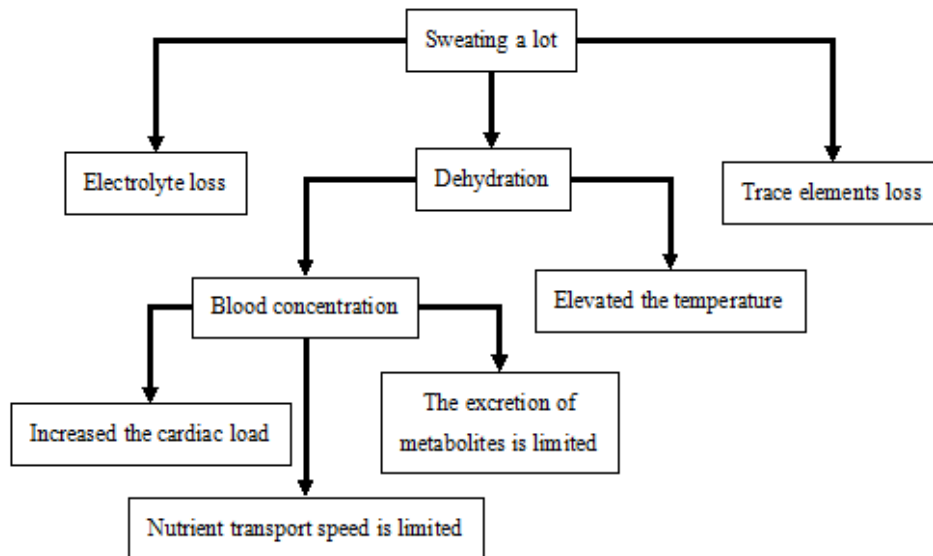 Sweating a lot
Electrolyte loss
Dehydration
Trace elements loss
Blood concentration
Elevated the temperature
Increased the cardiac load
The excretion of
metabolites is limited
Nutrient transport speed is limited